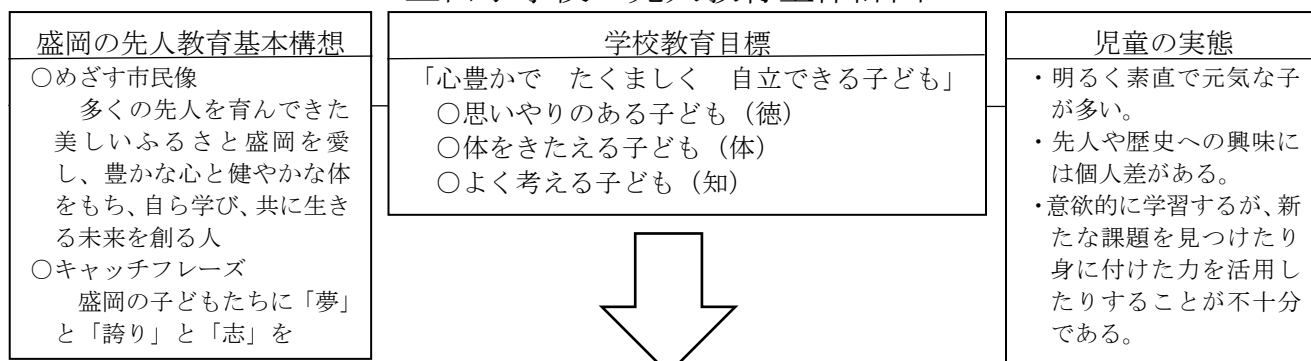 盛岡の先人教育基本構想
○めざす市民像
多くの先人を育んできた
美しいふるさと盛岡を愛
し、豊かな心と健やかな体
をもち、自ら学び、共に生き
る未来を創る人
○キャッチフレーズ
盛岡の子どもたちに「夢」
と「誇り」と「志」を
学校教育目標
「心豊かで　たくましく　自立できる子ども」
○思いやりのある子ども（徳）
○体をきたえる子ども（体）
○よく考える子ども（知）
児童の実態
・明るく素直で元気な子
が多い。
・先人や歴史への興味に
は個人差がある。
・意欲的に学習するが、新
たな課題を見つけたり
身に付けた力を活用し
たりすることが不十分
である。